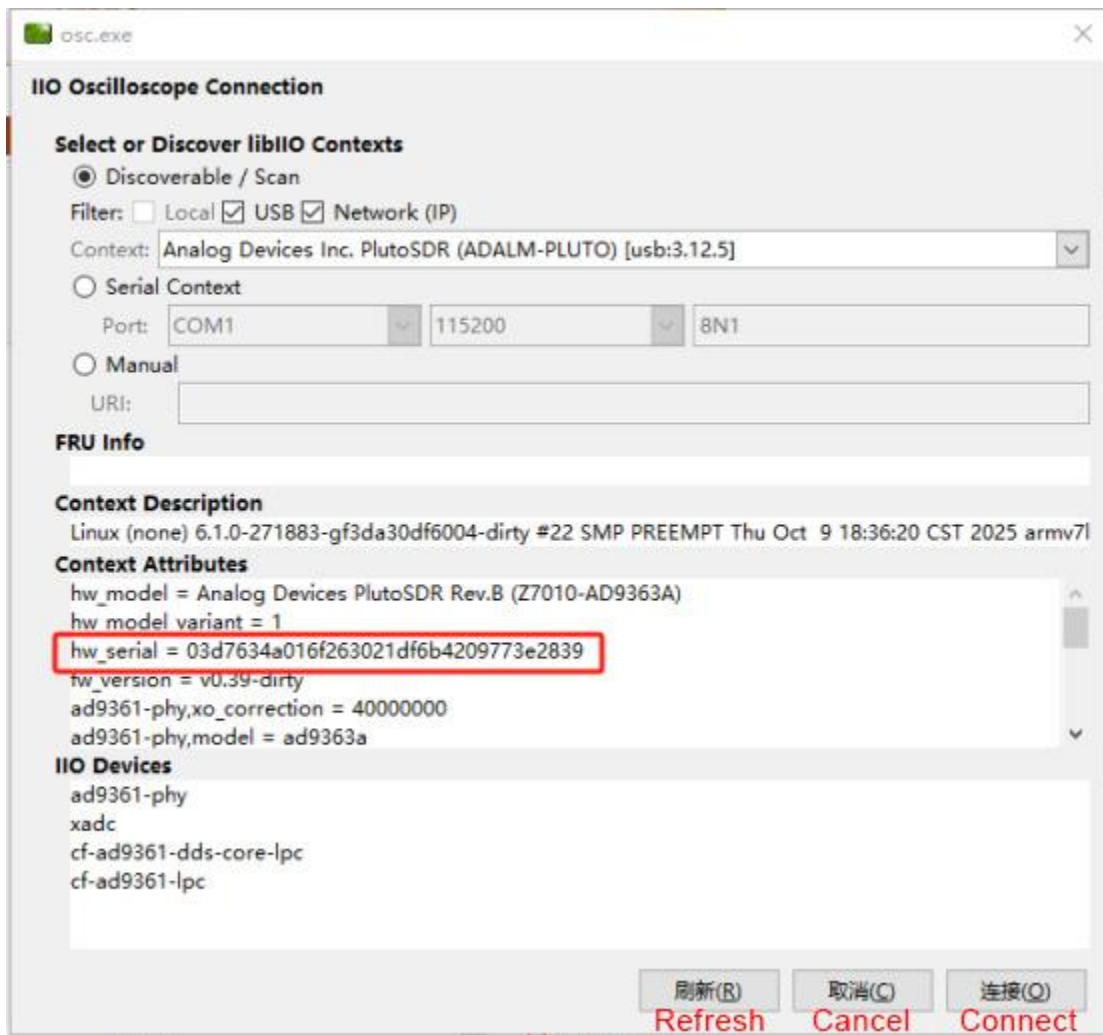 osc.exe
IIO Oscilloscope Connection
Select or Discover libIIO Contexts
Discoverable / Scan
Filter: Local USB Network (IP)
Context: Analog Devices Inc. PlutoSDR (ADALM-PLUTO) [usb:3.12.5]
Serial Context
Port: COM1 115200 8N1
Manual
URI:
FRU Info
Context Description
Linux (none) 6.1.0-271883-gf3da30df6004-dirty #22 SMP PREEMPT Thu Oct 9 18:36:20 CST 2025 armv7l
Context Attributes
hw_model = Analog Devices PlutoSDR Rev.B (Z7010-AD9363A)
hw_model_variant = 1
hw_serial = 03d7634a016f263021df6b4209773e2839
fw_version = v0.39-dirty
ad9361-phy,xo_correction = 40000000
ad9361-phy,model = ad9363a
IIO Devices
ad9361-phy
xadc
cf-ad9361-dds-core-lpc
cf-ad9361-lpc
刷新(R) 取消(C) 连接(O)
Refresh Cancel Connect